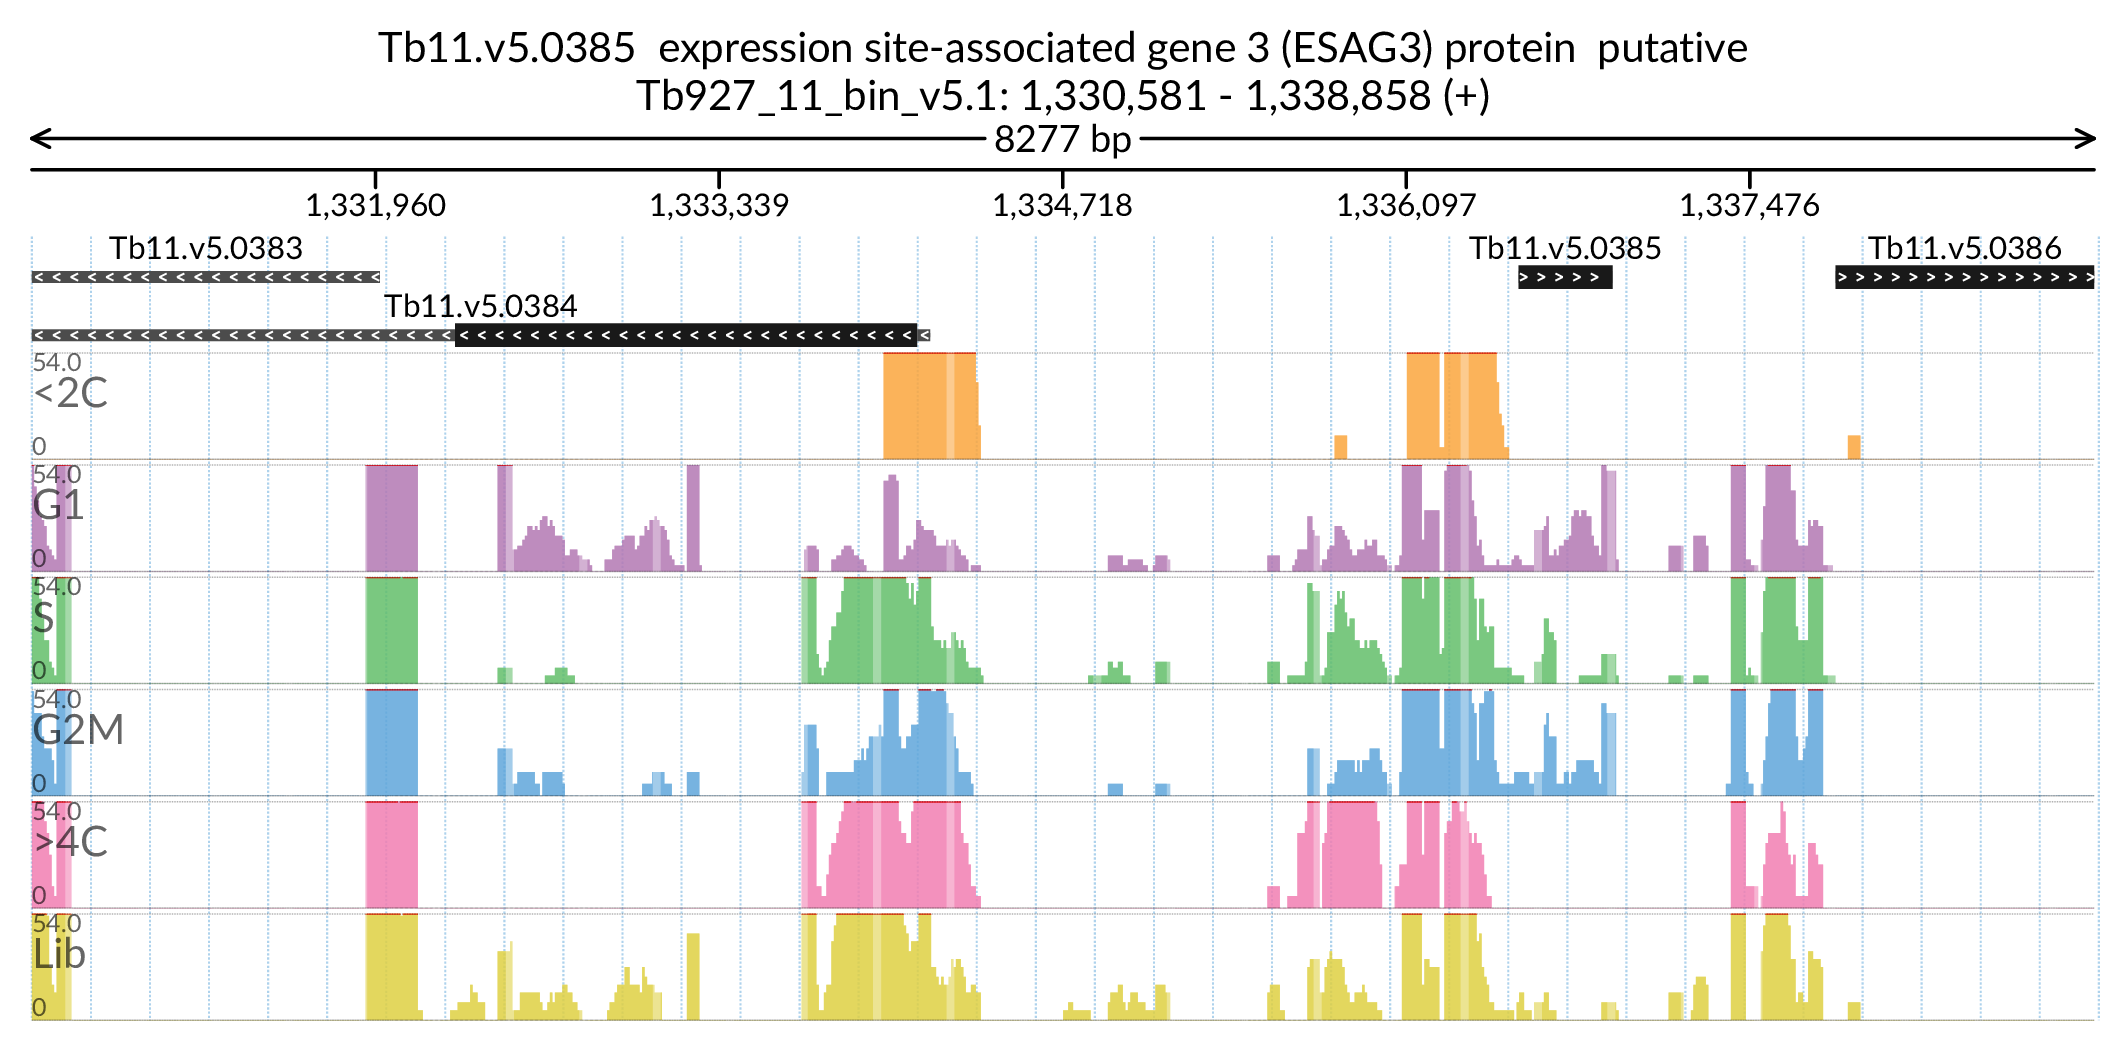 Tb11.v5.0385  expression site-associated gene 3 (ESAG3) protein  putative
Tb927_11_bin_v5.1: 1,330,581 - 1,338,858 (+)
8277 bp
1,331,960 1,333,339 1,334,718 1,336,097 1,337,476
Tb11.v5.0383 Tb11.v5.0385 Tb11.v5.0386
Tb11.v5.0384
54.0
<2C
0
54.0
G1
0
54.0
S
0
54.0
G2M
0
54.0
>4C
0
54.0
Lib
0